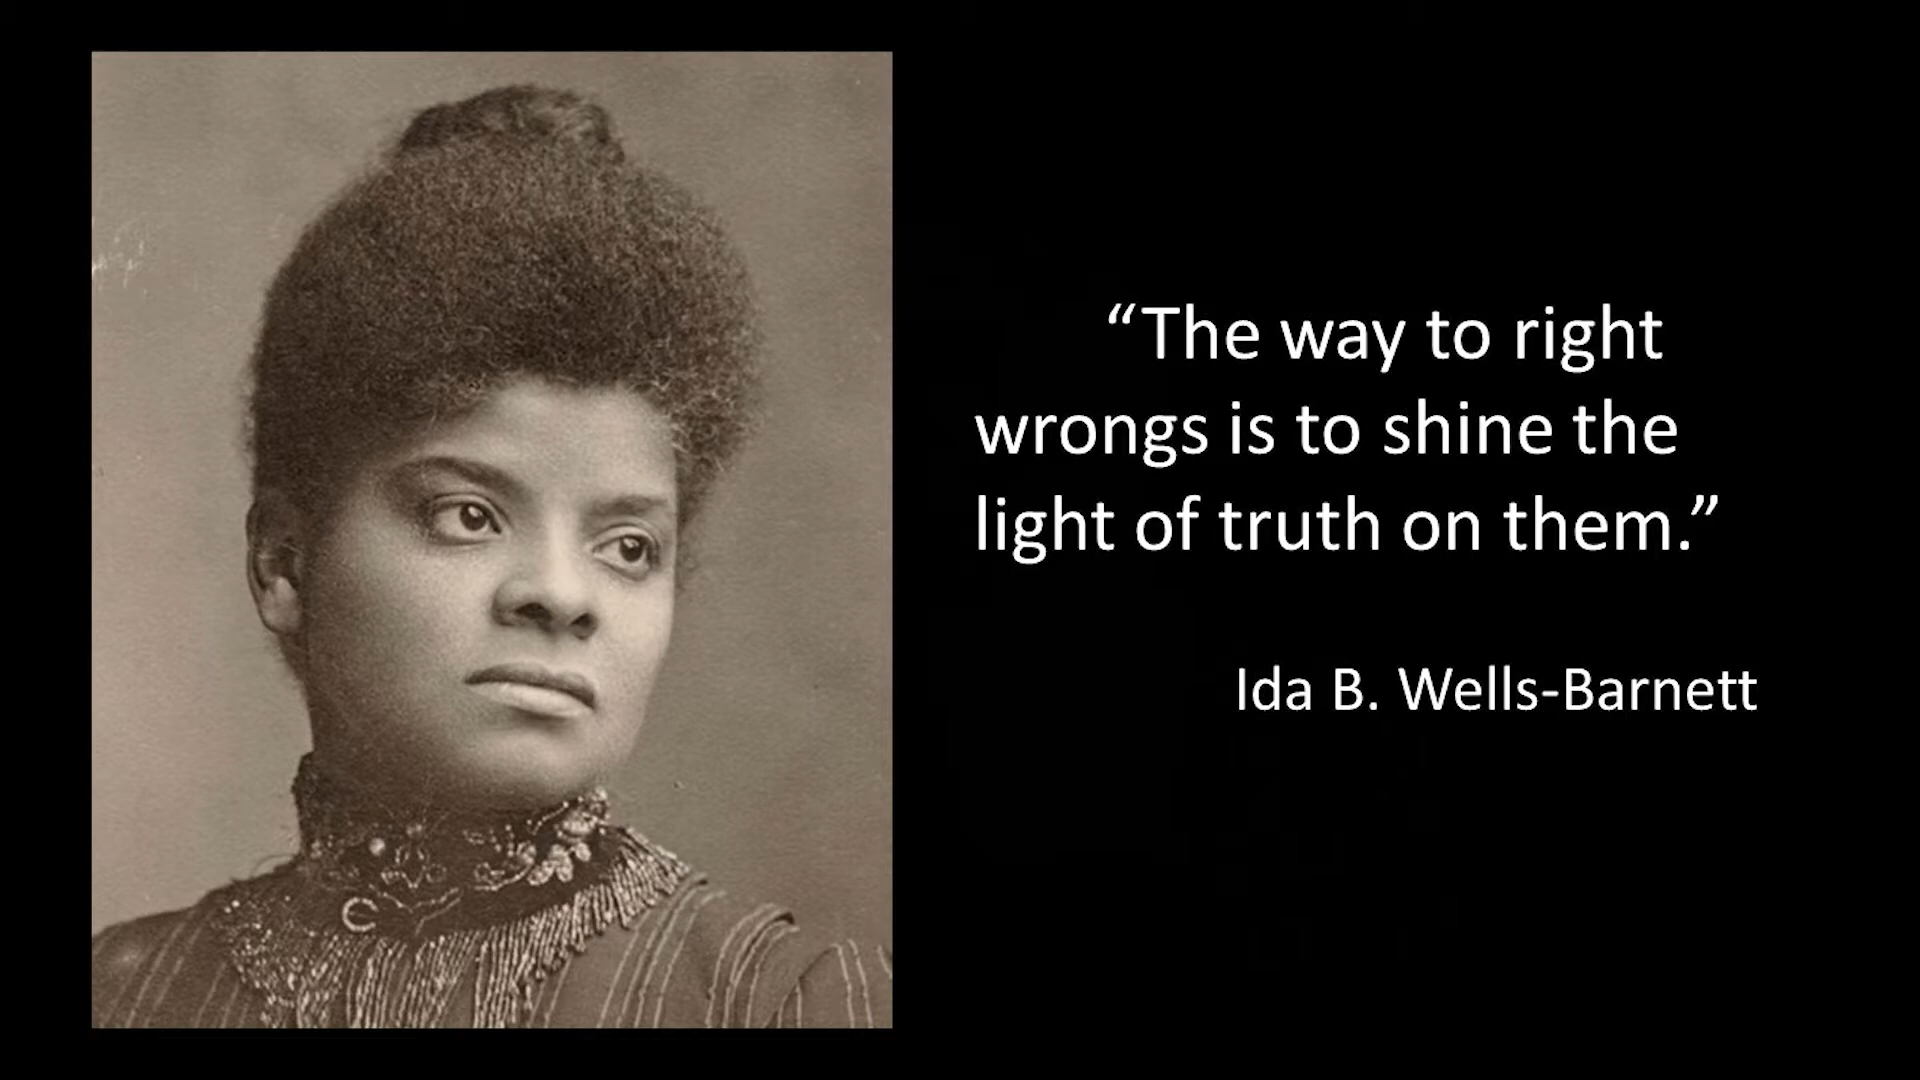 “The way to right
wrongs is to shine the
light of truth on them.”
Ida B. Wells-Barnett